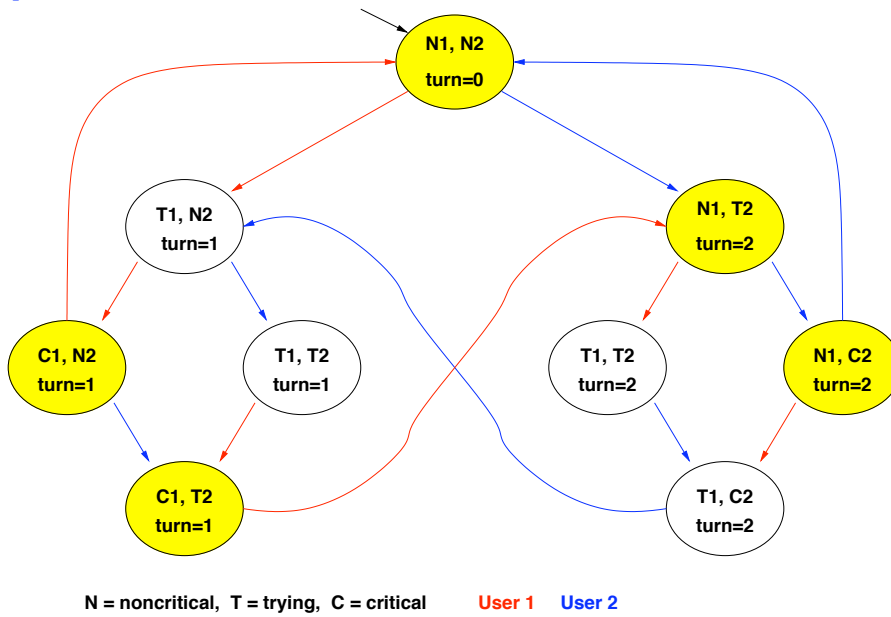 N1, N2
turn=0
T1, N2
turn=1
N1, T2
turn=2
C1, N2
turn=1
T1, T2
turn=1
T1, T2
turn=2
N1, C2
turn=2
C1, T2
turn=1
T1, C2
turn=2
N = noncritical, T = trying, C = critical User 1 User 2